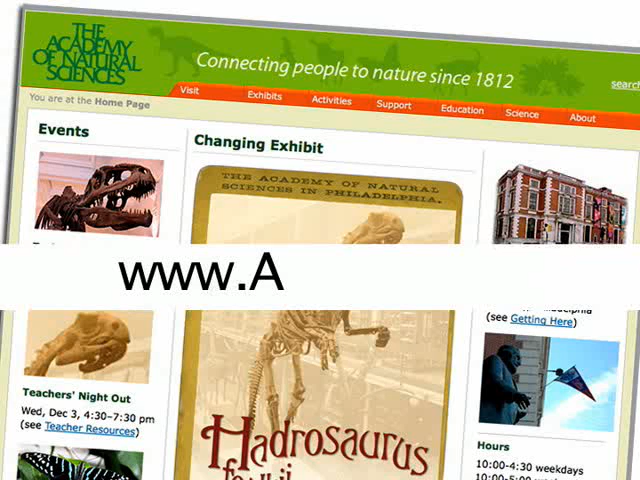 THE
ACADEMY
OF NATURAL
SCIENCES
Connecting people to nature since 1812
search
Visit
Exhibits
Activities
Support
Education
Science
About
You are at the Home Page
Events
Changing Exhibit
THE ACADEMY OF NATURAL
SCIENCES IN PHILADELPHIA.
www.A
(see Getting Here)
Teachers' Night Out
Wed, Dec 3, 4:30–7:30 pm
(see Teacher Resources)
Hadrosaurus
foulkii
Hours
10:00-4:30 weekdays